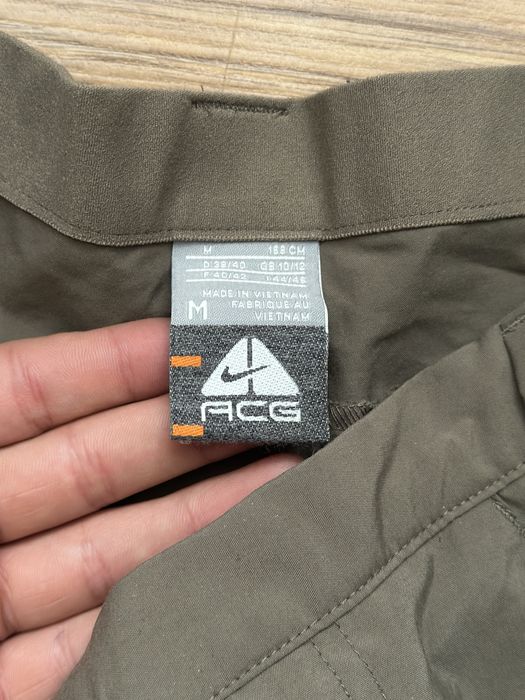 M 168 CM
D 38/40 GB 10/12
F 40/42 I 44/46
MADE IN VIETNAM
FABRIQUE AU
VIETNAM
M
ACG